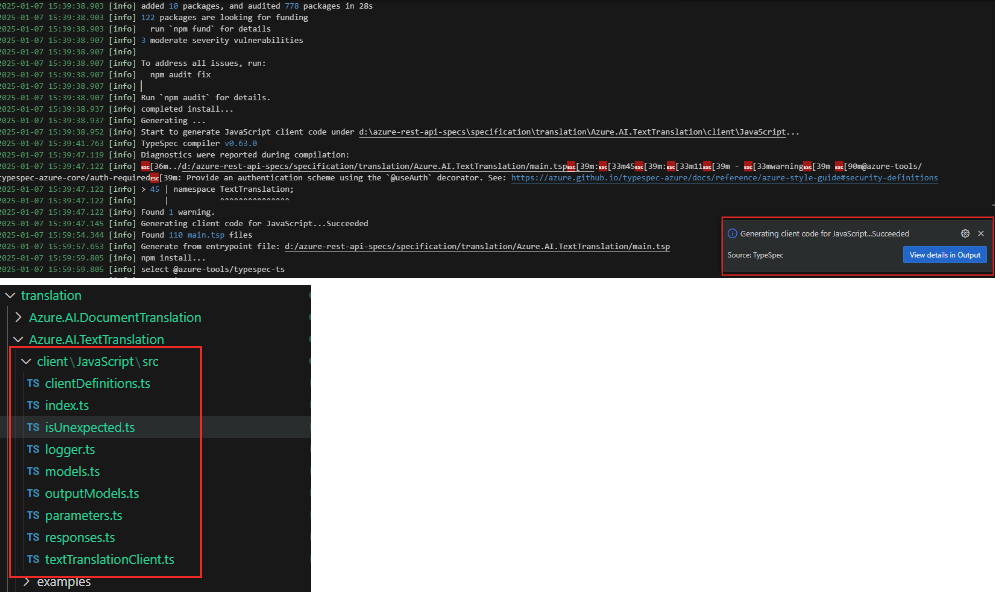 2025-01-07 15:39:38.903 [info] added 10 packages, and audited 778 packages in 28s
2025-01-07 15:39:38.903 [info] 122 packages are looking for funding
2025-01-07 15:39:38.903 [info]   run `npm fund` for details
2025-01-07 15:39:38.907 [info] 3 moderate severity vulnerabilities
2025-01-07 15:39:38.907 [info]
2025-01-07 15:39:38.907 [info] To address all issues, run:
2025-01-07 15:39:38.907 [info]   npm audit fix
2025-01-07 15:39:38.907 [info]
2025-01-07 15:39:38.907 [info] Run `npm audit` for details.
2025-01-07 15:39:38.937 [info] completed install...
2025-01-07 15:39:38.937 [info] Generating ...
2025-01-07 15:39:38.952 [info] Start to generate JavaScript client code under d:\azure-rest-api-specs\specification\translation\Azure.AI.TextTranslation\client\JavaScript...
2025-01-07 15:39:41.763 [info] TypeSpec compiler v0.63.0
2025-01-07 15:39:47.119 [info] Diagnostics were reported during compilation:
2025-01-07 15:39:47.122 [info] ESC[36m../d:/azure-rest-api-specs/specification/translation/Azure.AI.TextTranslation/main.tspESC[39m:ESC[33m45ESC[39m:ESC[33m11ESC[39m - ESC[33mwarningESC[39m ESC[90m@azure-tools/
typespec-azure-core/auth-requiredESC[39m: Provide an authentication scheme using the `@useAuth` decorator. See: https://azure.github.io/typespec-azure/docs/reference/azure-style-guide#security-definitions
2025-01-07 15:39:47.122 [info] > 45 | namespace TextTranslation;
2025-01-07 15:39:47.122 [info]      |           ^^^^^^^^^^^^^^^
2025-01-07 15:39:47.122 [info] Found 1 warning.
2025-01-07 15:39:47.145 [info] Generating client code for JavaScript...Succeeded
2025-01-07 15:59:54.344 [info] Found 110 main.tsp files
2025-01-07 15:59:57.653 [info] Generate from entrypoint file: d:/azure-rest-api-specs/specification/translation/Azure.AI.TextTranslation/main.tsp
2025-01-07 15:59:59.805 [info] npm install...
2025-01-07 15:59:59.805 [info] select @azure-tools/typespec-ts
Generating client code for JavaScript...Succeeded
Source: TypeSpec
View details in Output
translation
Azure.AI.DocumentTranslation
Azure.AI.TextTranslation
client\JavaScript\src
TS clientDefinitions.ts
TS index.ts
TS isUnexpected.ts
TS logger.ts
TS models.ts
TS outputModels.ts
TS parameters.ts
TS responses.ts
TS textTranslationClient.ts
examples